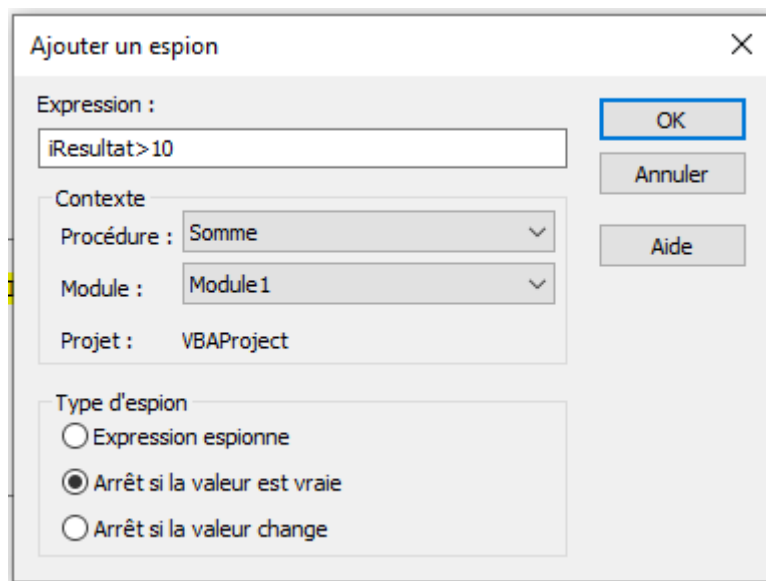 Ajouter un espion
Expression :
iResultat>10
OK
Annuler
Aide
Contexte
Procédure : Somme
Module : Module1
Projet : VBAProject
Type d'espion
Expression espionne
Arrêt si la valeur est vraie
Arrêt si la valeur change